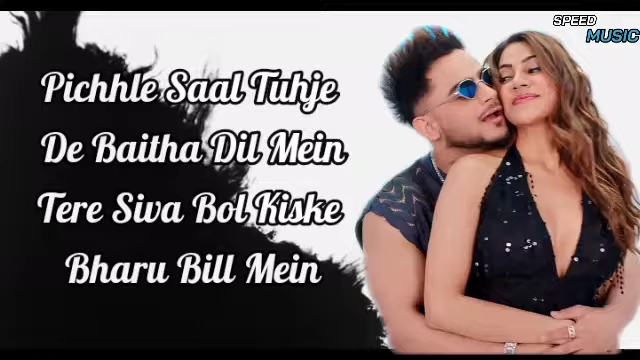 SPEED
MUSIC
Pichhle Saal Tuhje
De Baitha Dil Mein
Tere Siva Bol Kiske
Bharu Bill Mein